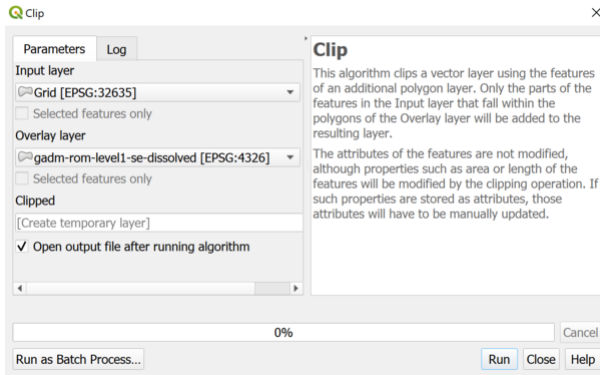 Clip
Parameters
Log
Input layer
Grid [EPSG:32635]
Selected features only
Overlay layer
gadm-rom-level1-se-dissolved [EPSG:4326]
Selected features only
Clipped
[Create temporary layer]
Open output file after running algorithm
Clip
This algorithm clips a vector layer using the features
of an additional polygon layer. Only the parts of the
features in the Input layer that fall within the
polygons of the Overlay layer will be added to the
resulting layer.
The attributes of the features are not modified,
although properties such as area or length of the
features will be modified by the clipping operation. If
such properties are stored as attributes, those
attributes will have to be manually updated.
0%
Cancel
Run as Batch Process...
Run
Close
Help